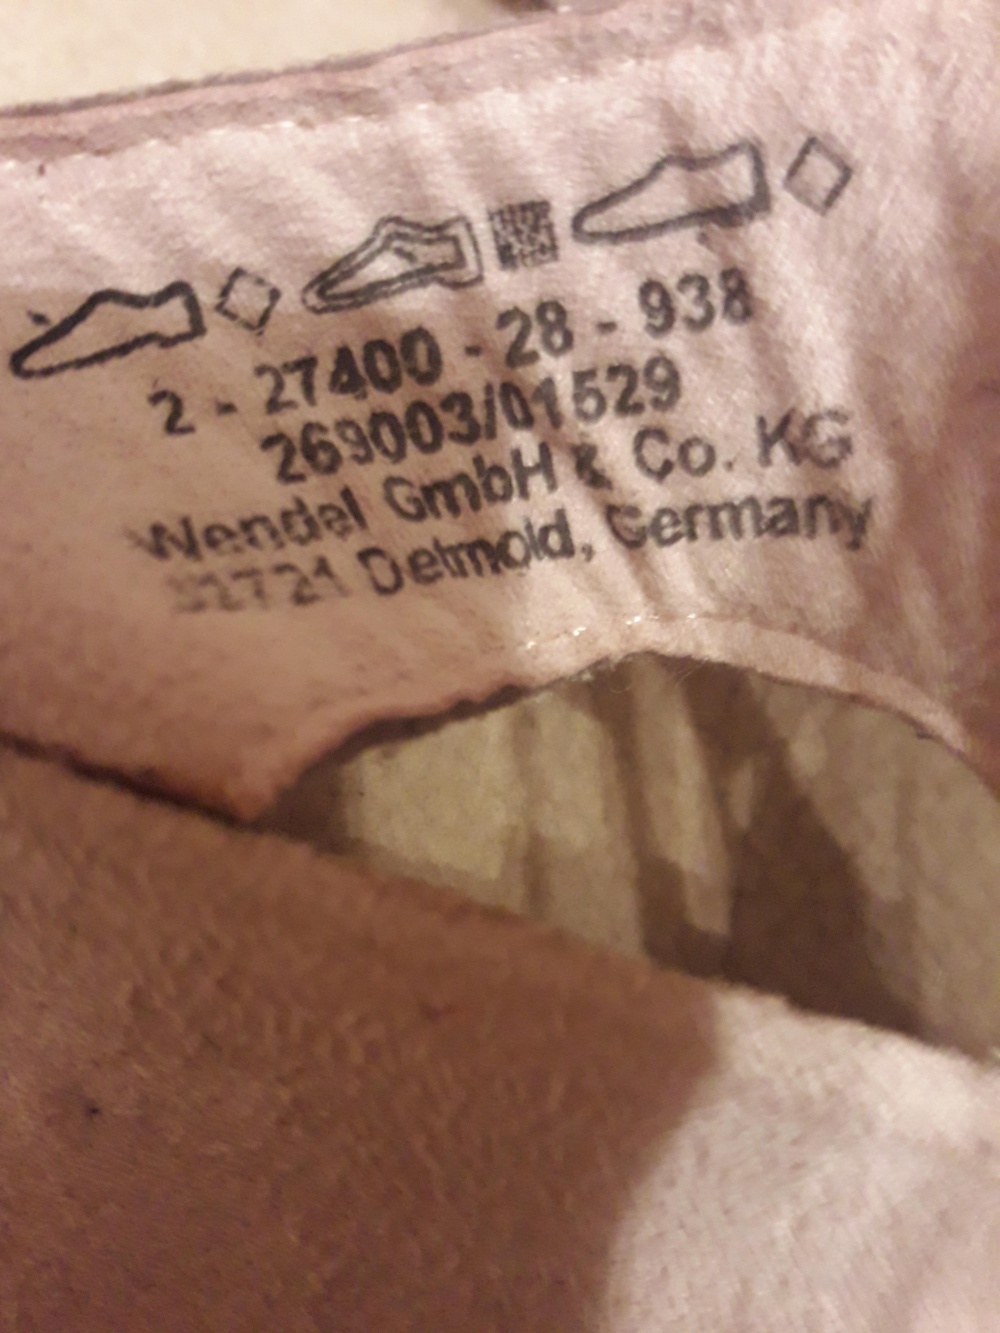 2 - 27400 - 28 - 938
269003/01529
Wendel GmbH & Co. KG
Detmold, Germany